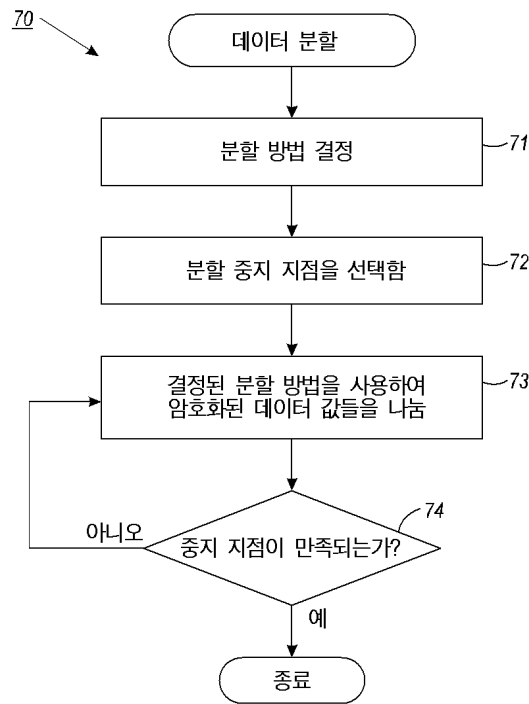 70
데이터 분할
분할 방법 결정
71
분할 중지 지점을 선택함
72
결정된 분할 방법을 사용하여
암호화된 데이터 값들을 나눔
73
74
아니오
중지 지점이 만족되는가?
예
종료